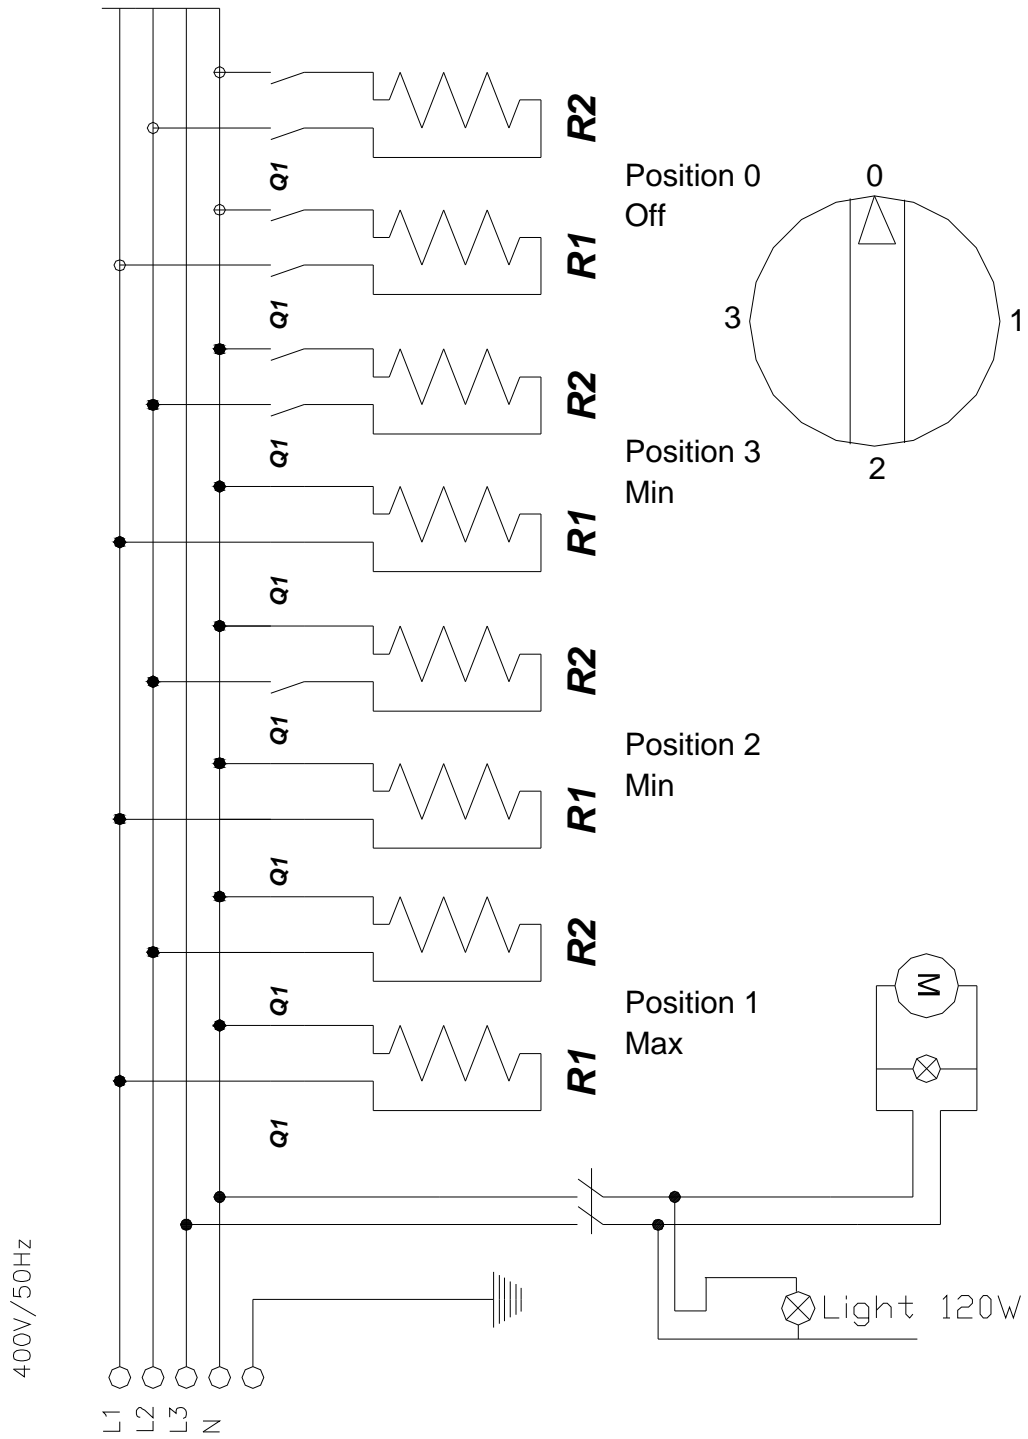 R2
Q1
Position 0
Off
0
3
1
2
R1
Q1
R2
Q1
Position 3
Min
R1
Q1
R2
Q1
Position 2
Min
R1
Q1
R2
Q1
Position 1
Max
R1
Q1
M
Light 120W
400V/50Hz
L1
L2
L3
N